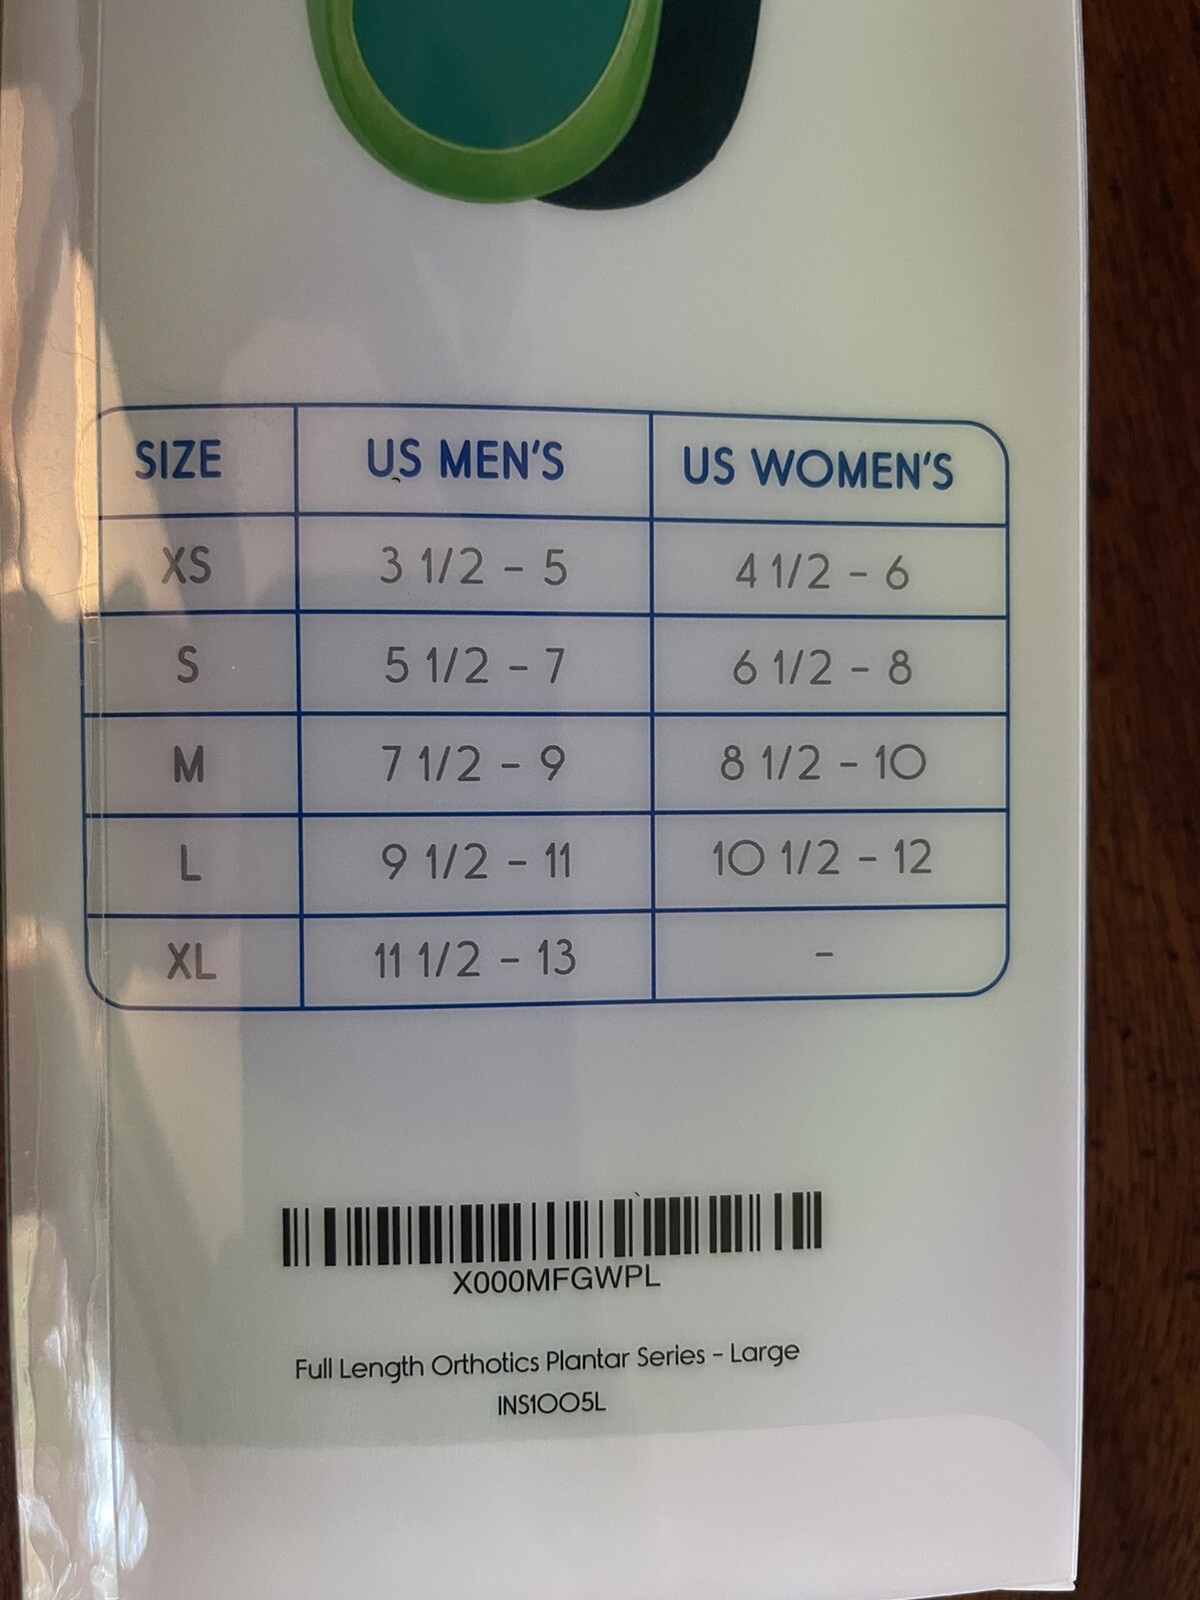 SIZE US MEN'S US WOMEN'S
XS 3 1/2 - 5 4 1/2 - 6
S 5 1/2 - 7 6 1/2 - 8
M 7 1/2 - 9 8 1/2 - 10
L 9 1/2 - 11 10 1/2 - 12
XL 11 1/2 - 13 -
X000MFGWPL
Full Length Orthotics Plantar Series - Large
INS1005L